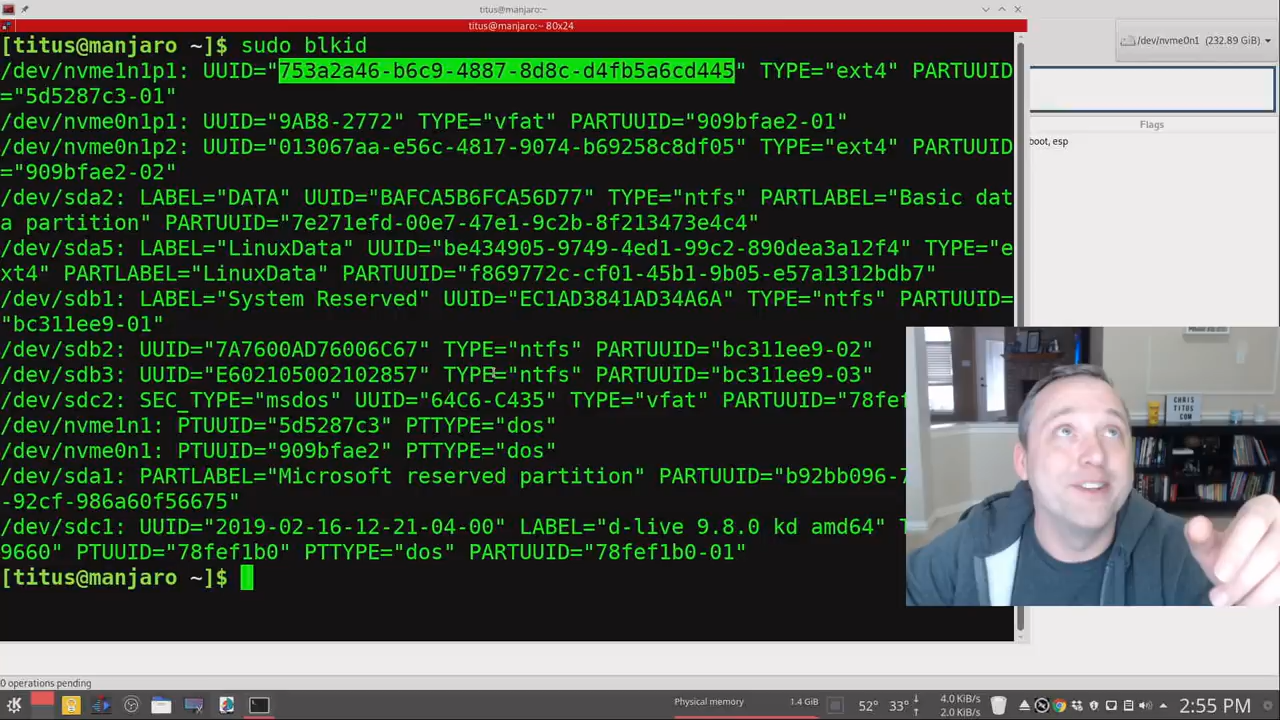 titus@manjaro:~
titus@manjaro:~ 80x24
[titus@manjaro ~]$ sudo blkid
/dev/nvme1n1p1: UUID="753a2a46-b6c9-4887-8d8c-d4fb5a6cd445" TYPE="ext4" PARTUUID
="5d5287c3-01"
/dev/nvme0n1p1: UUID="9AB8-2772" TYPE="vfat" PARTUUID="909bfae2-01"
/dev/nvme0n1p2: UUID="013067aa-e56c-4817-9074-b69258c8df05" TYPE="ext4" PARTUUID
="909bfae2-02"
/dev/sda2: LABEL="DATA" UUID="BAFCA5B6FCA56D77" TYPE="ntfs" PARTLABEL="Basic dat
a partition" PARTUUID="7e271efd-00e7-47e1-9c2b-8f213473e4c4"
/dev/sda5: LABEL="LinuxData" UUID="be434905-9749-4ed1-99c2-890dea3a12f4" TYPE="e
xt4" PARTLABEL="LinuxData" PARTUUID="f869772c-cf01-45b1-9b05-e57a1312bdb7"
/dev/sdb1: LABEL="System Reserved" UUID="EC1AD3841AD34A6A" TYPE="ntfs" PARTUUID=
"bc311ee9-01"
/dev/sdb2: UUID="7A7600AD76006C67" TYPE="ntfs" PARTUUID="bc311ee9-02"
/dev/sdb3: UUID="E602105002102857" TYPE="ntfs" PARTUUID="bc311ee9-03"
/dev/sdc2: SEC_TYPE="msdos" UUID="64C6-C435" TYPE="vfat" PARTUUID="78fef
/dev/nvme1n1: PTUUID="5d5287c3" PTTYPE="dos"
/dev/nvme0n1: PTUUID="909bfae2" PTTYPE="dos"
/dev/sda1: PARTLABEL="Microsoft reserved partition" PARTUUID="b92bb096-7
-92cf-986a60f56675"
/dev/sdc1: UUID="2019-02-16-12-21-04-00" LABEL="d-live 9.8.0 kd amd64" T
9660" PTUUID="78fef1b0" PTTYPE="dos" PARTUUID="78fef1b0-01"
[titus@manjaro ~]$
/dev/nvme0n1 (232.89 GiB)
Flags
boot, esp
CHRIS
TITUS
.COM
0 operations pending
Physical memory
1.4 GiB
52° 33°
4.0 KiB/s
2.0 KiB/s
2:55 PM